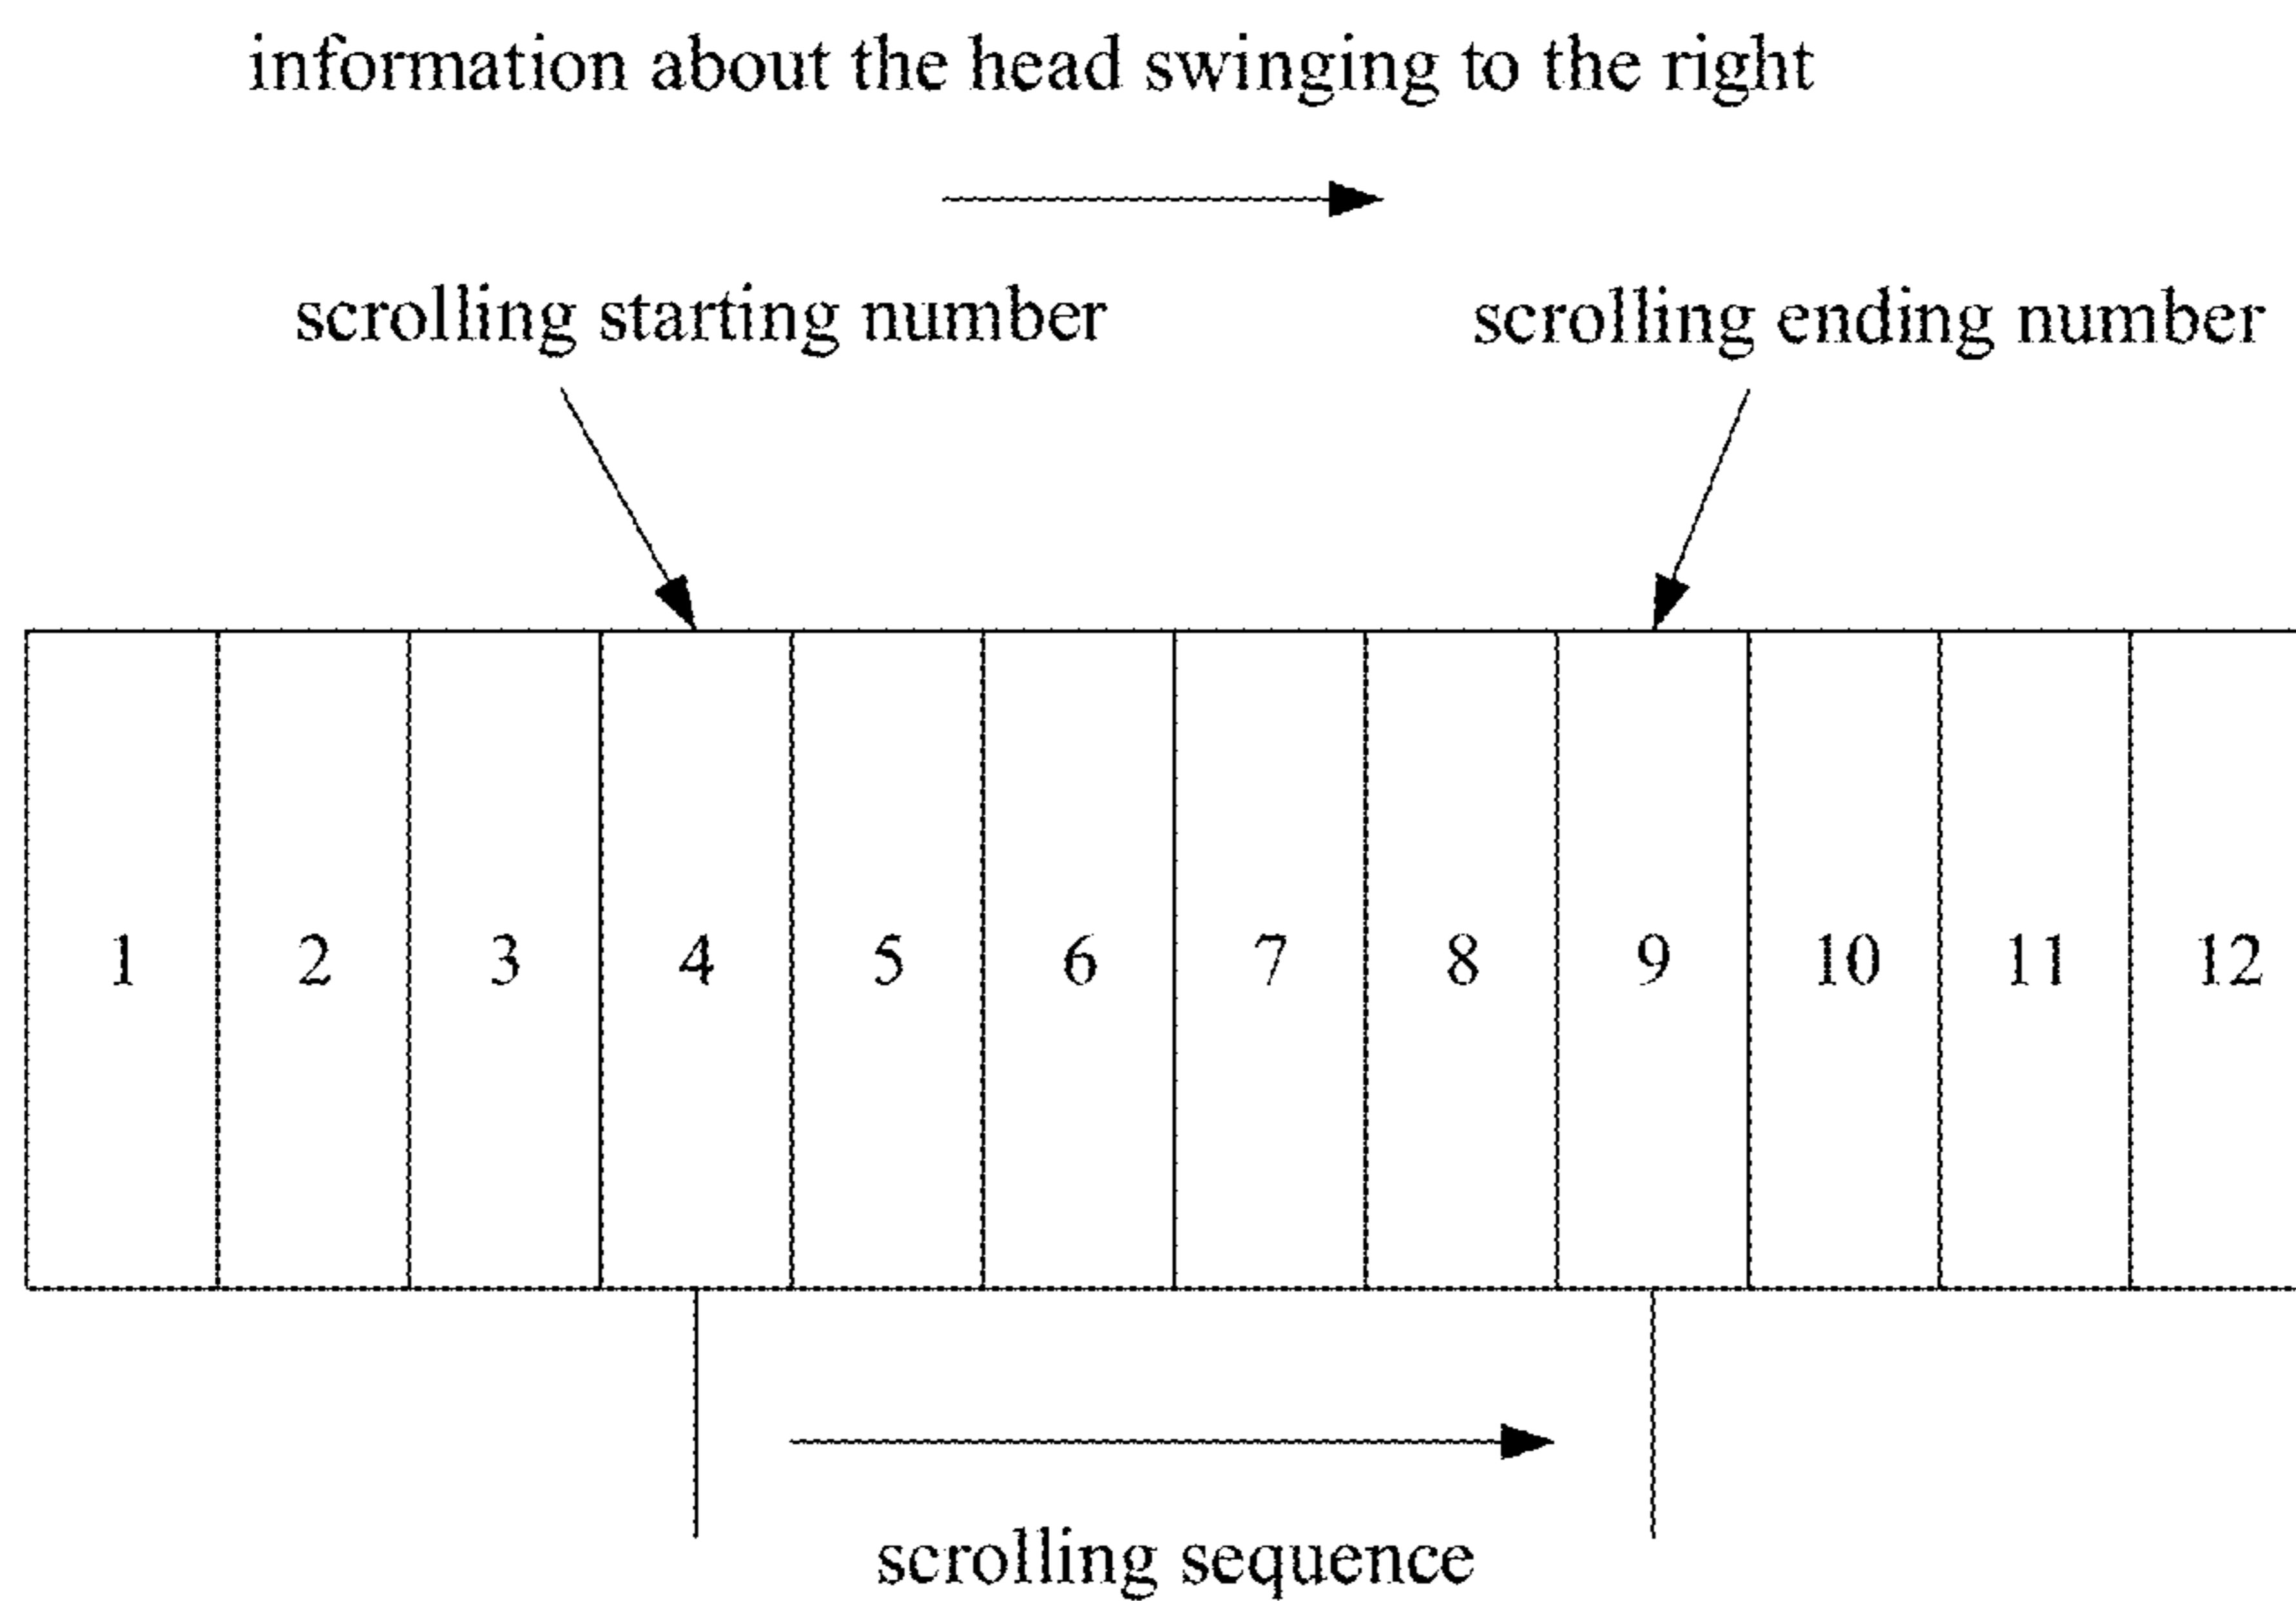 information about the head swinging to the right
scrolling starting number
scrolling ending number
1 2 3 4 5 6 7 8 9 10 11 12
scrolling sequence